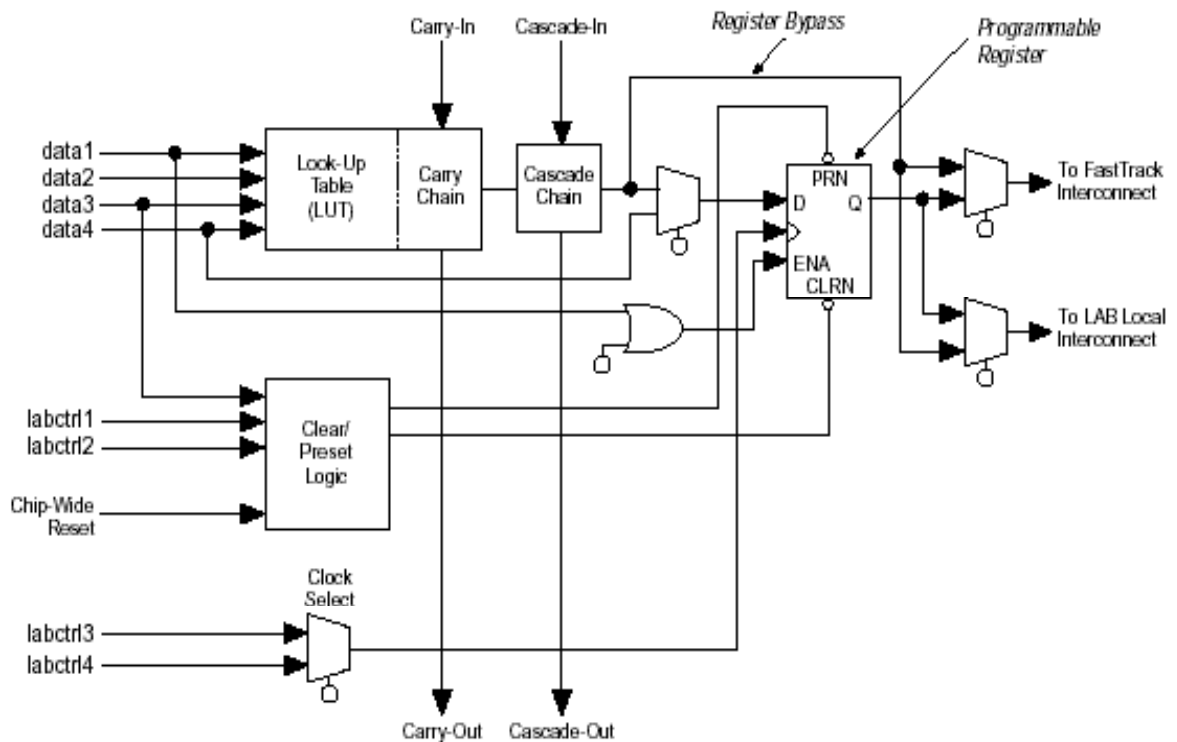 Carry-In
Cascade-In
Register Bypass
Programmable
Register
data1
data2
data3
data4
Look-Up
Table
(LUT)
Carry
Chain
Cascade
Chain
PRN
D
Q
ENA
CLRN
To FastTrack
Interconnect
To LAB Local
Interconnect
labctrl1
labctrl2
Clear/
Preset
Logic
Chip-Wide
Reset
Clock
Select
labctrl3
labctrl4
Carry-Out
Cascade-Out